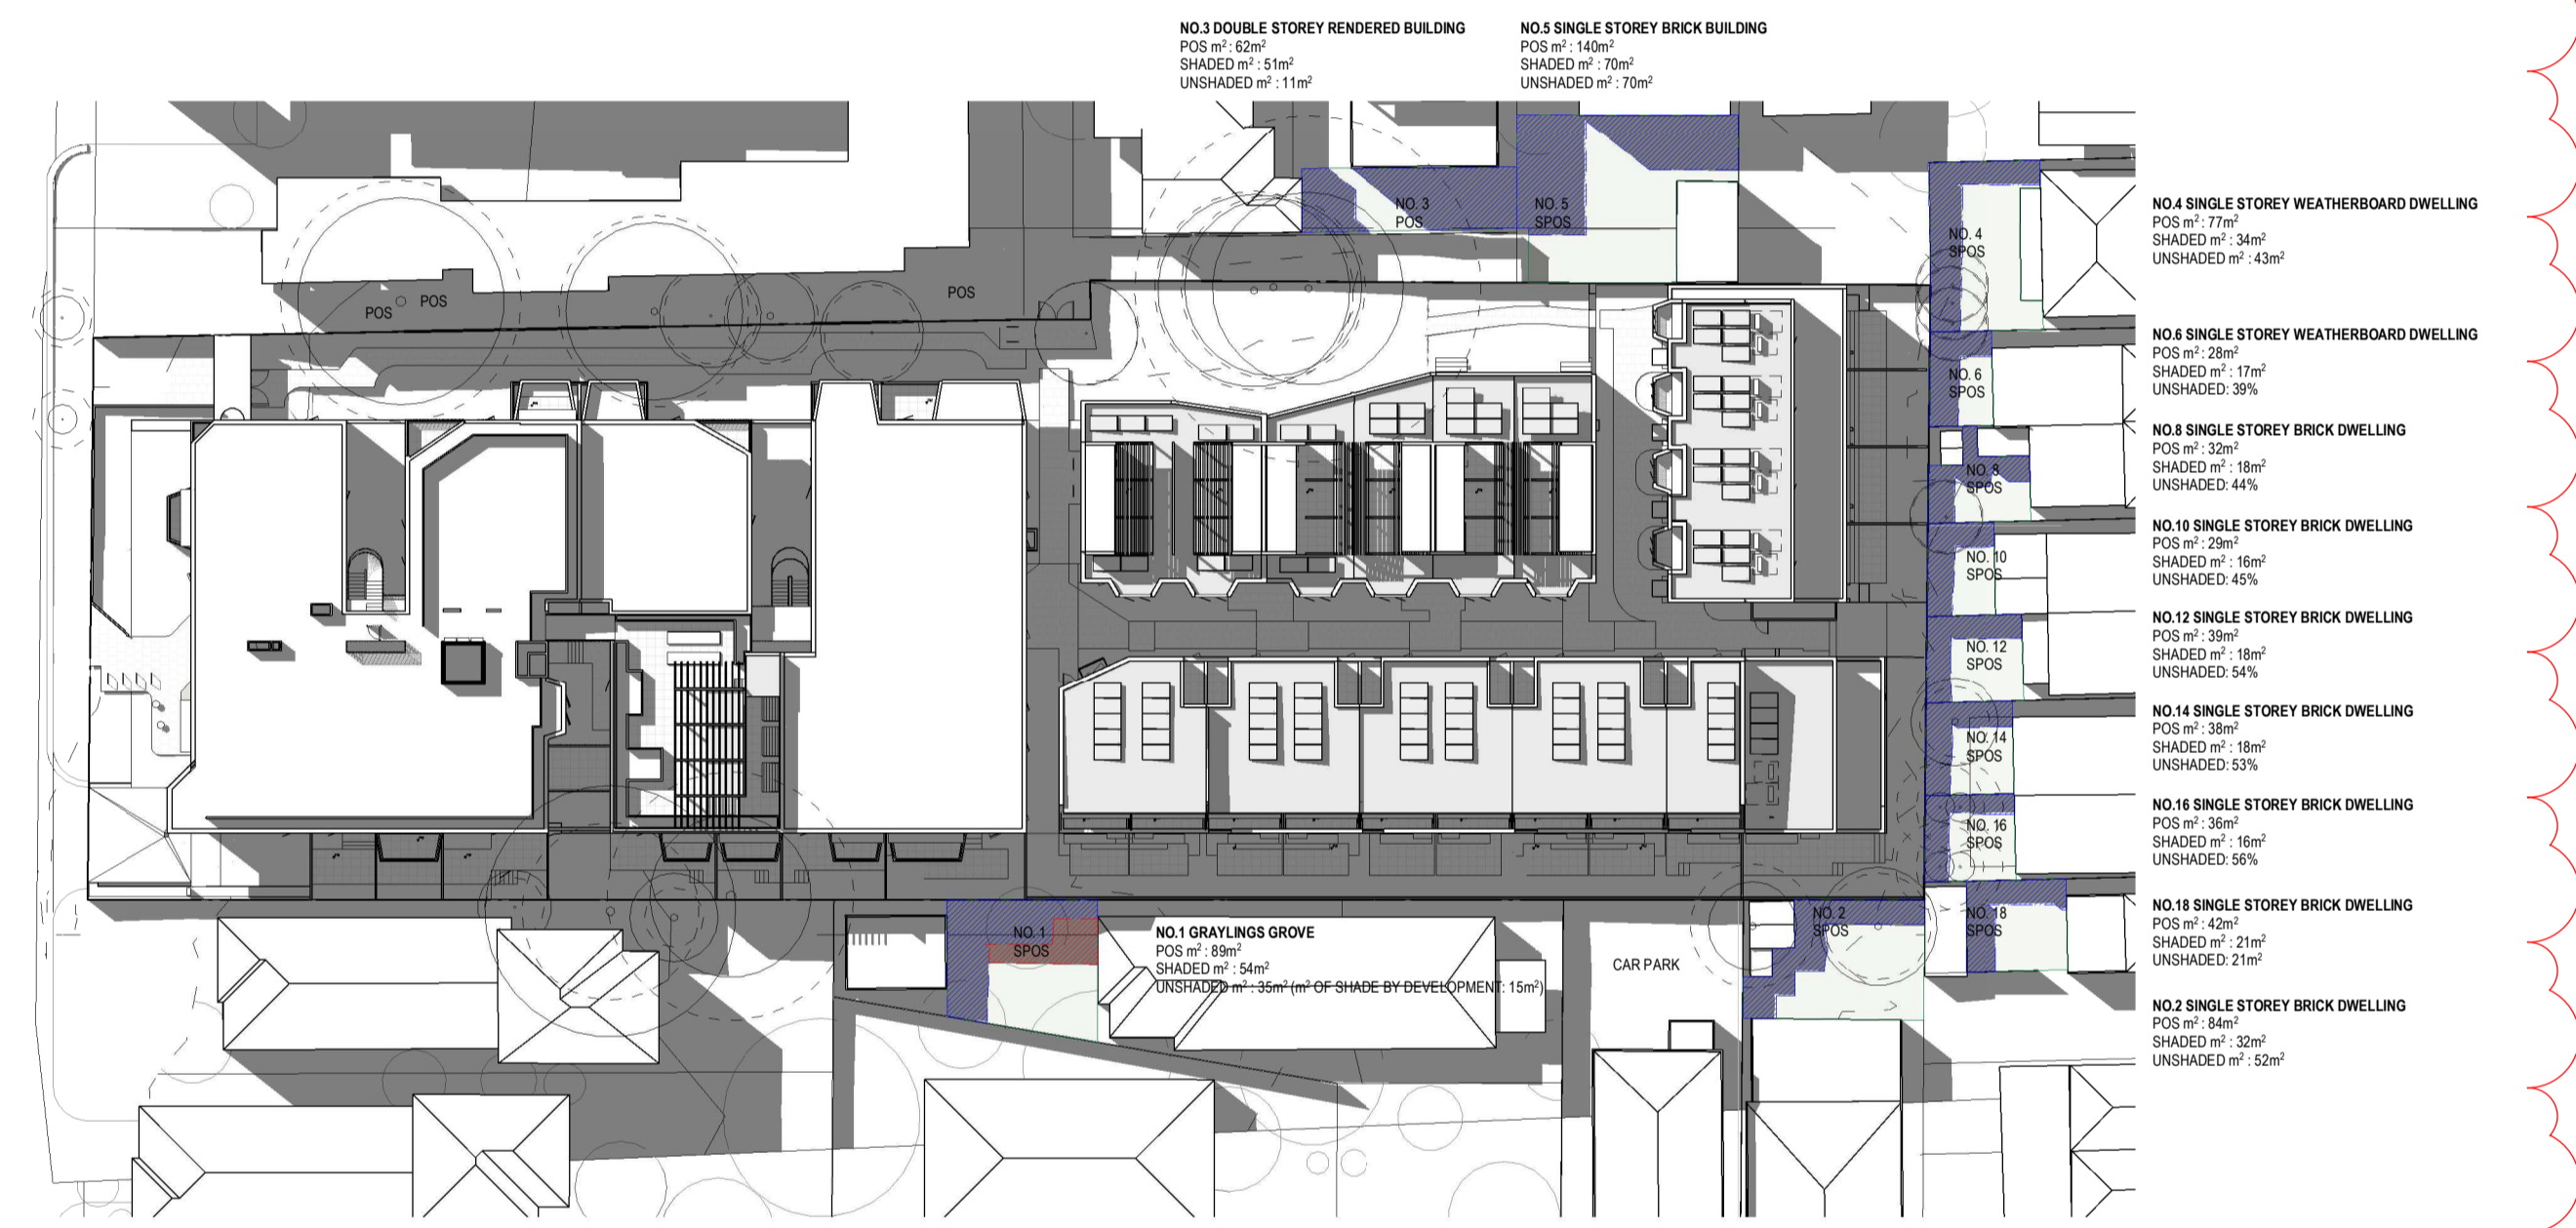 NO.3 DOUBLE STOREY RENDERED BUILDING
POS m² : 62m²
SHADED m² : 51m²
UNSHADED m² : 11m²
NO.5 SINGLE STOREY BRICK BUILDING
POS m² : 140m²
SHADED m² : 70m²
UNSHADED m² : 70m²
NO. 3
POS
NO. 5
SPOS
NO. 4
SPOS
NO.4 SINGLE STOREY WEATHERBOARD DWELLING
POS m² : 77m²
SHADED m² : 34m²
UNSHADED m² : 43m²
POS
POS
POS
NO. 6
SPOS
NO.6 SINGLE STOREY WEATHERBOARD DWELLING
POS m² : 28m²
SHADED m² : 17m²
UNSHADED: 39%
NO. 8
SPOS
NO.8 SINGLE STOREY BRICK DWELLING
POS m² : 32m²
SHADED m² : 18m²
UNSHADED: 44%
NO. 10
SPOS
NO.10 SINGLE STOREY BRICK DWELLING
POS m² : 29m²
SHADED m² : 16m²
UNSHADED: 45%
NO. 12
SPOS
NO.12 SINGLE STOREY BRICK DWELLING
POS m² : 39m²
SHADED m² : 18m²
UNSHADED: 54%
NO. 14
SPOS
NO.14 SINGLE STOREY BRICK DWELLING
POS m² : 38m²
SHADED m² : 18m²
UNSHADED: 53%
NO. 16
SPOS
NO.16 SINGLE STOREY BRICK DWELLING
POS m² : 36m²
SHADED m² : 16m²
UNSHADED: 56%
NO. 1
SPOS
NO.1 GRAYLINGS GROVE
POS m² : 89m²
SHADED m² : 54m²
UNSHADED m² : 35m² (m² OF SHADE BY DEVELOPMENT: 15m²)
CAR PARK
NO. 2
SPOS
NO. 18
SPOS
NO.18 SINGLE STOREY BRICK DWELLING
POS m² : 42m²
SHADED m² : 21m²
UNSHADED: 21m²
NO.2 SINGLE STOREY BRICK DWELLING
POS m² : 84m²
SHADED m² : 32m²
UNSHADED m² : 52m²